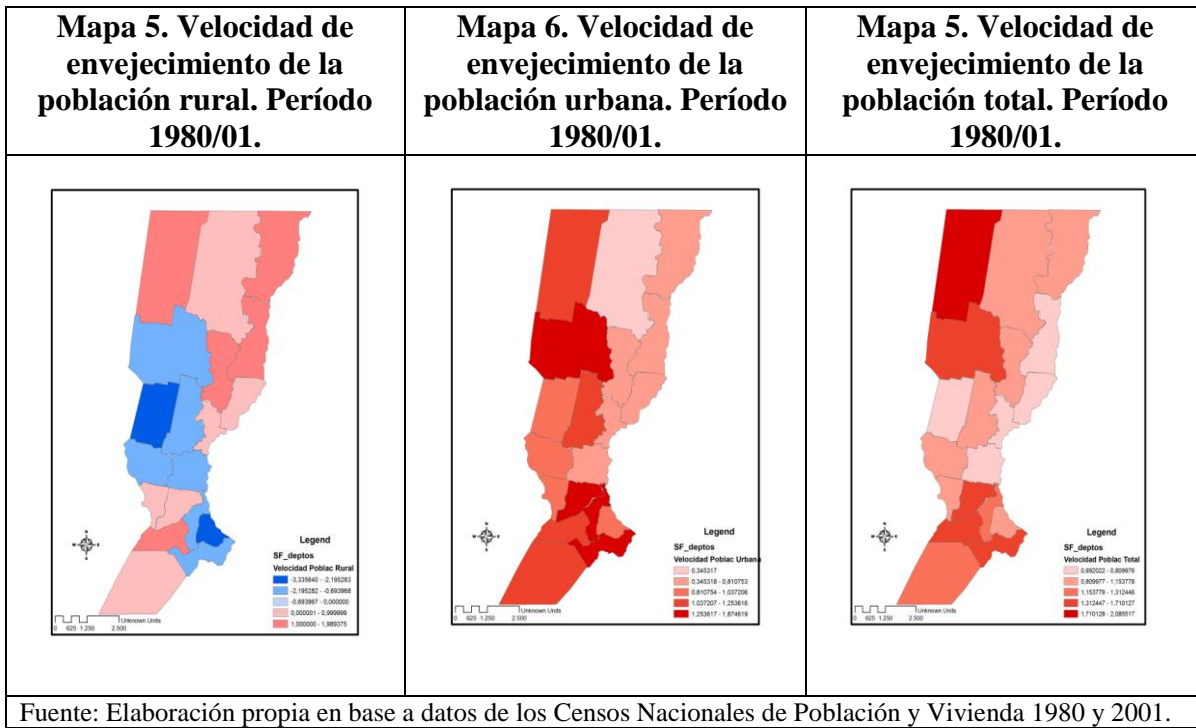 Mapa 5. Velocidad de
envejecimiento de la
población rural. Período
1980/01.
Mapa 6. Velocidad de
envejecimiento de la
población urbana. Período
1980/01.
Mapa 5. Velocidad de
envejecimiento de la
población total. Período
1980/01.
Legend
SF_deptos
Velocidad Poblac Rural
-3,335640 - -2,195283
-2,195282 - -0,693968
-0,693967 - 0,000000
0,000001 - 0,999999
1,000000 - 1,989375
Unknown Units
0 625 1.250 2.500
Legend
SF_deptos
Velocidad Poblac Urbana
0,345317
0,345318 - 0,810753
0,810754 - 1,037206
1,037207 - 1,253616
1,253617 - 1,874619
Unknown Units
0 625 1.250 2.500
Legend
SF_deptos
Velocidad Poblac Total
0,692022 - 0,809976
0,809977 - 1,153778
1,153779 - 1,312446
1,312447 - 1,710127
1,710128 - 2,085517
Unknown Units
0 625 1.250 2.500
Fuente: Elaboración propia en base a datos de los Censos Nacionales de Población y Vivienda 1980 y 2001.